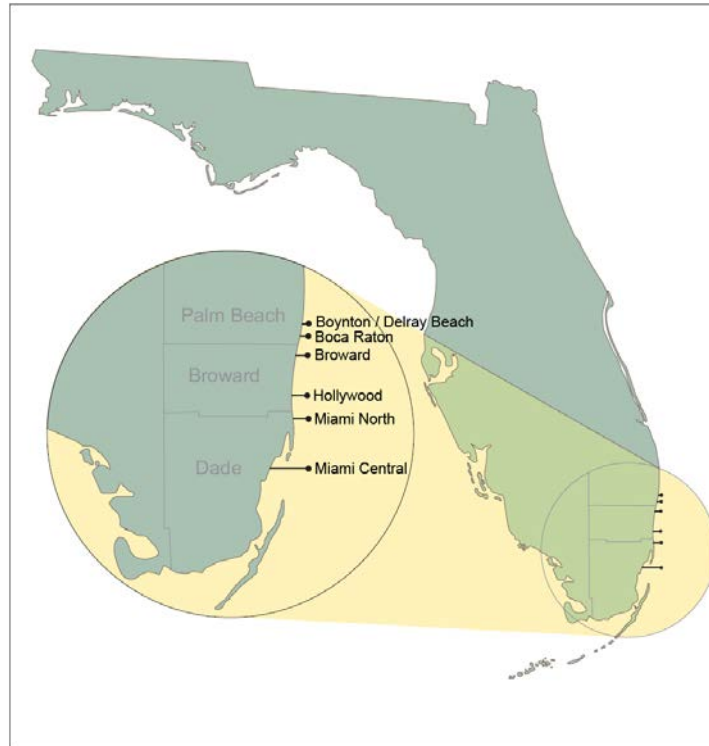 Palm Beach
Boynton / Delray Beach
Boca Raton
Broward
Broward
Hollywood
Miami North
Dade
Miami Central